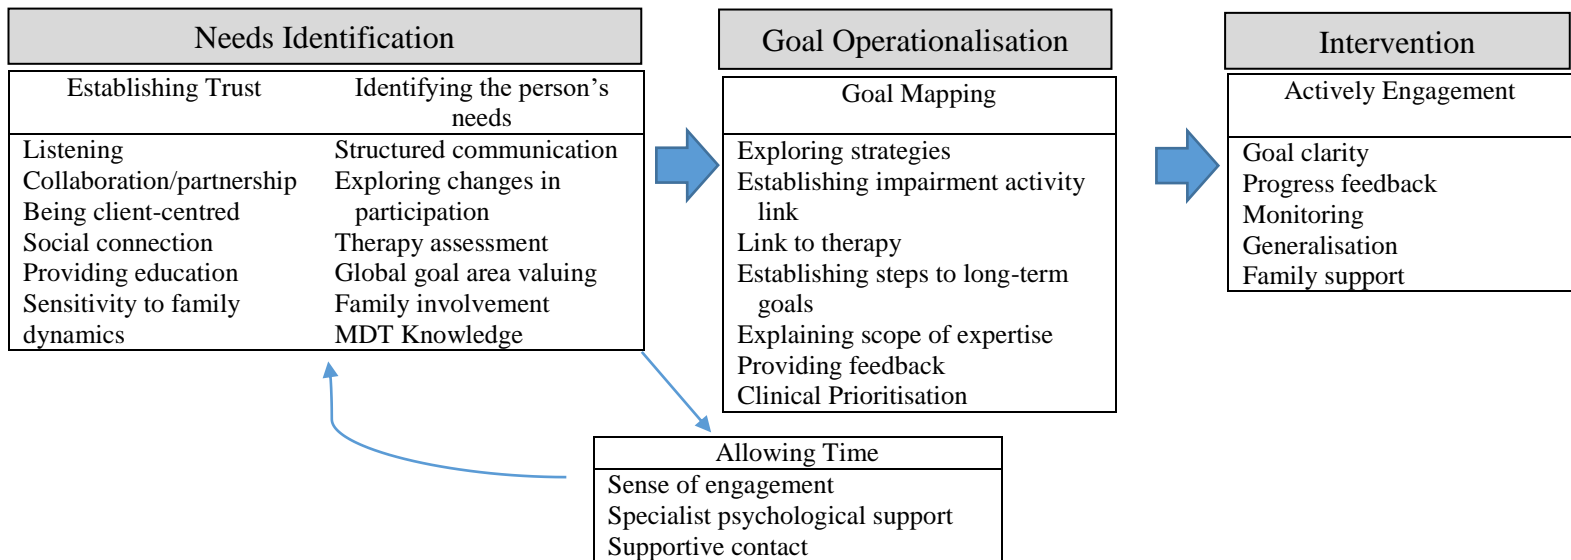 Needs Identification
Establishing Trust
Identifying the person’s
needs
Listening
Collaboration/partnership
Being client-centred
Social connection
Providing education
Sensitivity to family
dynamics
Structured communication
Exploring changes in
participation
Therapy assessment
Global goal area valuing
Family involvement
MDT Knowledge
Goal Operationalisation
Goal Mapping
Exploring strategies
Establishing impairment activity
link
Link to therapy
Establishing steps to long-term
goals
Explaining scope of expertise
Providing feedback
Clinical Prioritisation
Intervention
Actively Engagement
Goal clarity
Progress feedback
Monitoring
Generalisation
Family support
Allowing Time
Sense of engagement
Specialist psychological support
Supportive contact